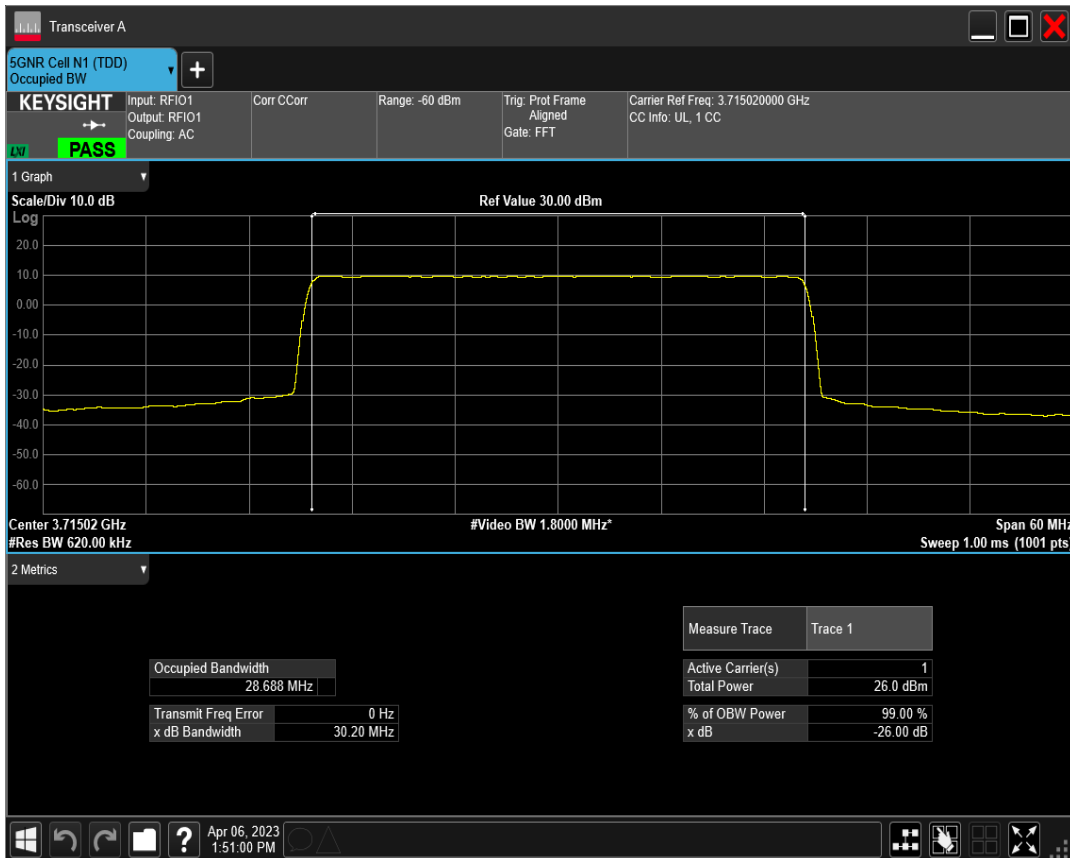 Transceiver A
5GNR Cell N1 (TDD)
Occupied BW
+
KEYSIGHT
LXI
PASS
Input: RFIO1
Output: RFIO1
Coupling: AC
Corr CCorr
Range: -60 dBm
Trig: Prot Frame
Aligned
Gate: FFT
Carrier Ref Freq: 3.715020000 GHz
CC Info: UL, 1 CC
1 Graph
Scale/Div 10.0 dB
Ref Value 30.00 dBm
Log
20.0
10.0
0.00
-10.0
-20.0
-30.0
-40.0
-50.0
-60.0
Center 3.71502 GHz
#Video BW 1.8000 MHz*
Span 60 MHz
#Res BW 620.00 kHz
Sweep 1.00 ms (1001 pts)
2 Metrics
Measure Trace Trace 1
Occupied Bandwidth
28.688 MHz
Active Carrier(s) 1
Total Power 26.0 dBm
Transmit Freq Error 0 Hz
x dB Bandwidth 30.20 MHz
% of OBW Power 99.00 %
x dB -26.00 dB
?
Apr 06, 2023
1:51:00 PM